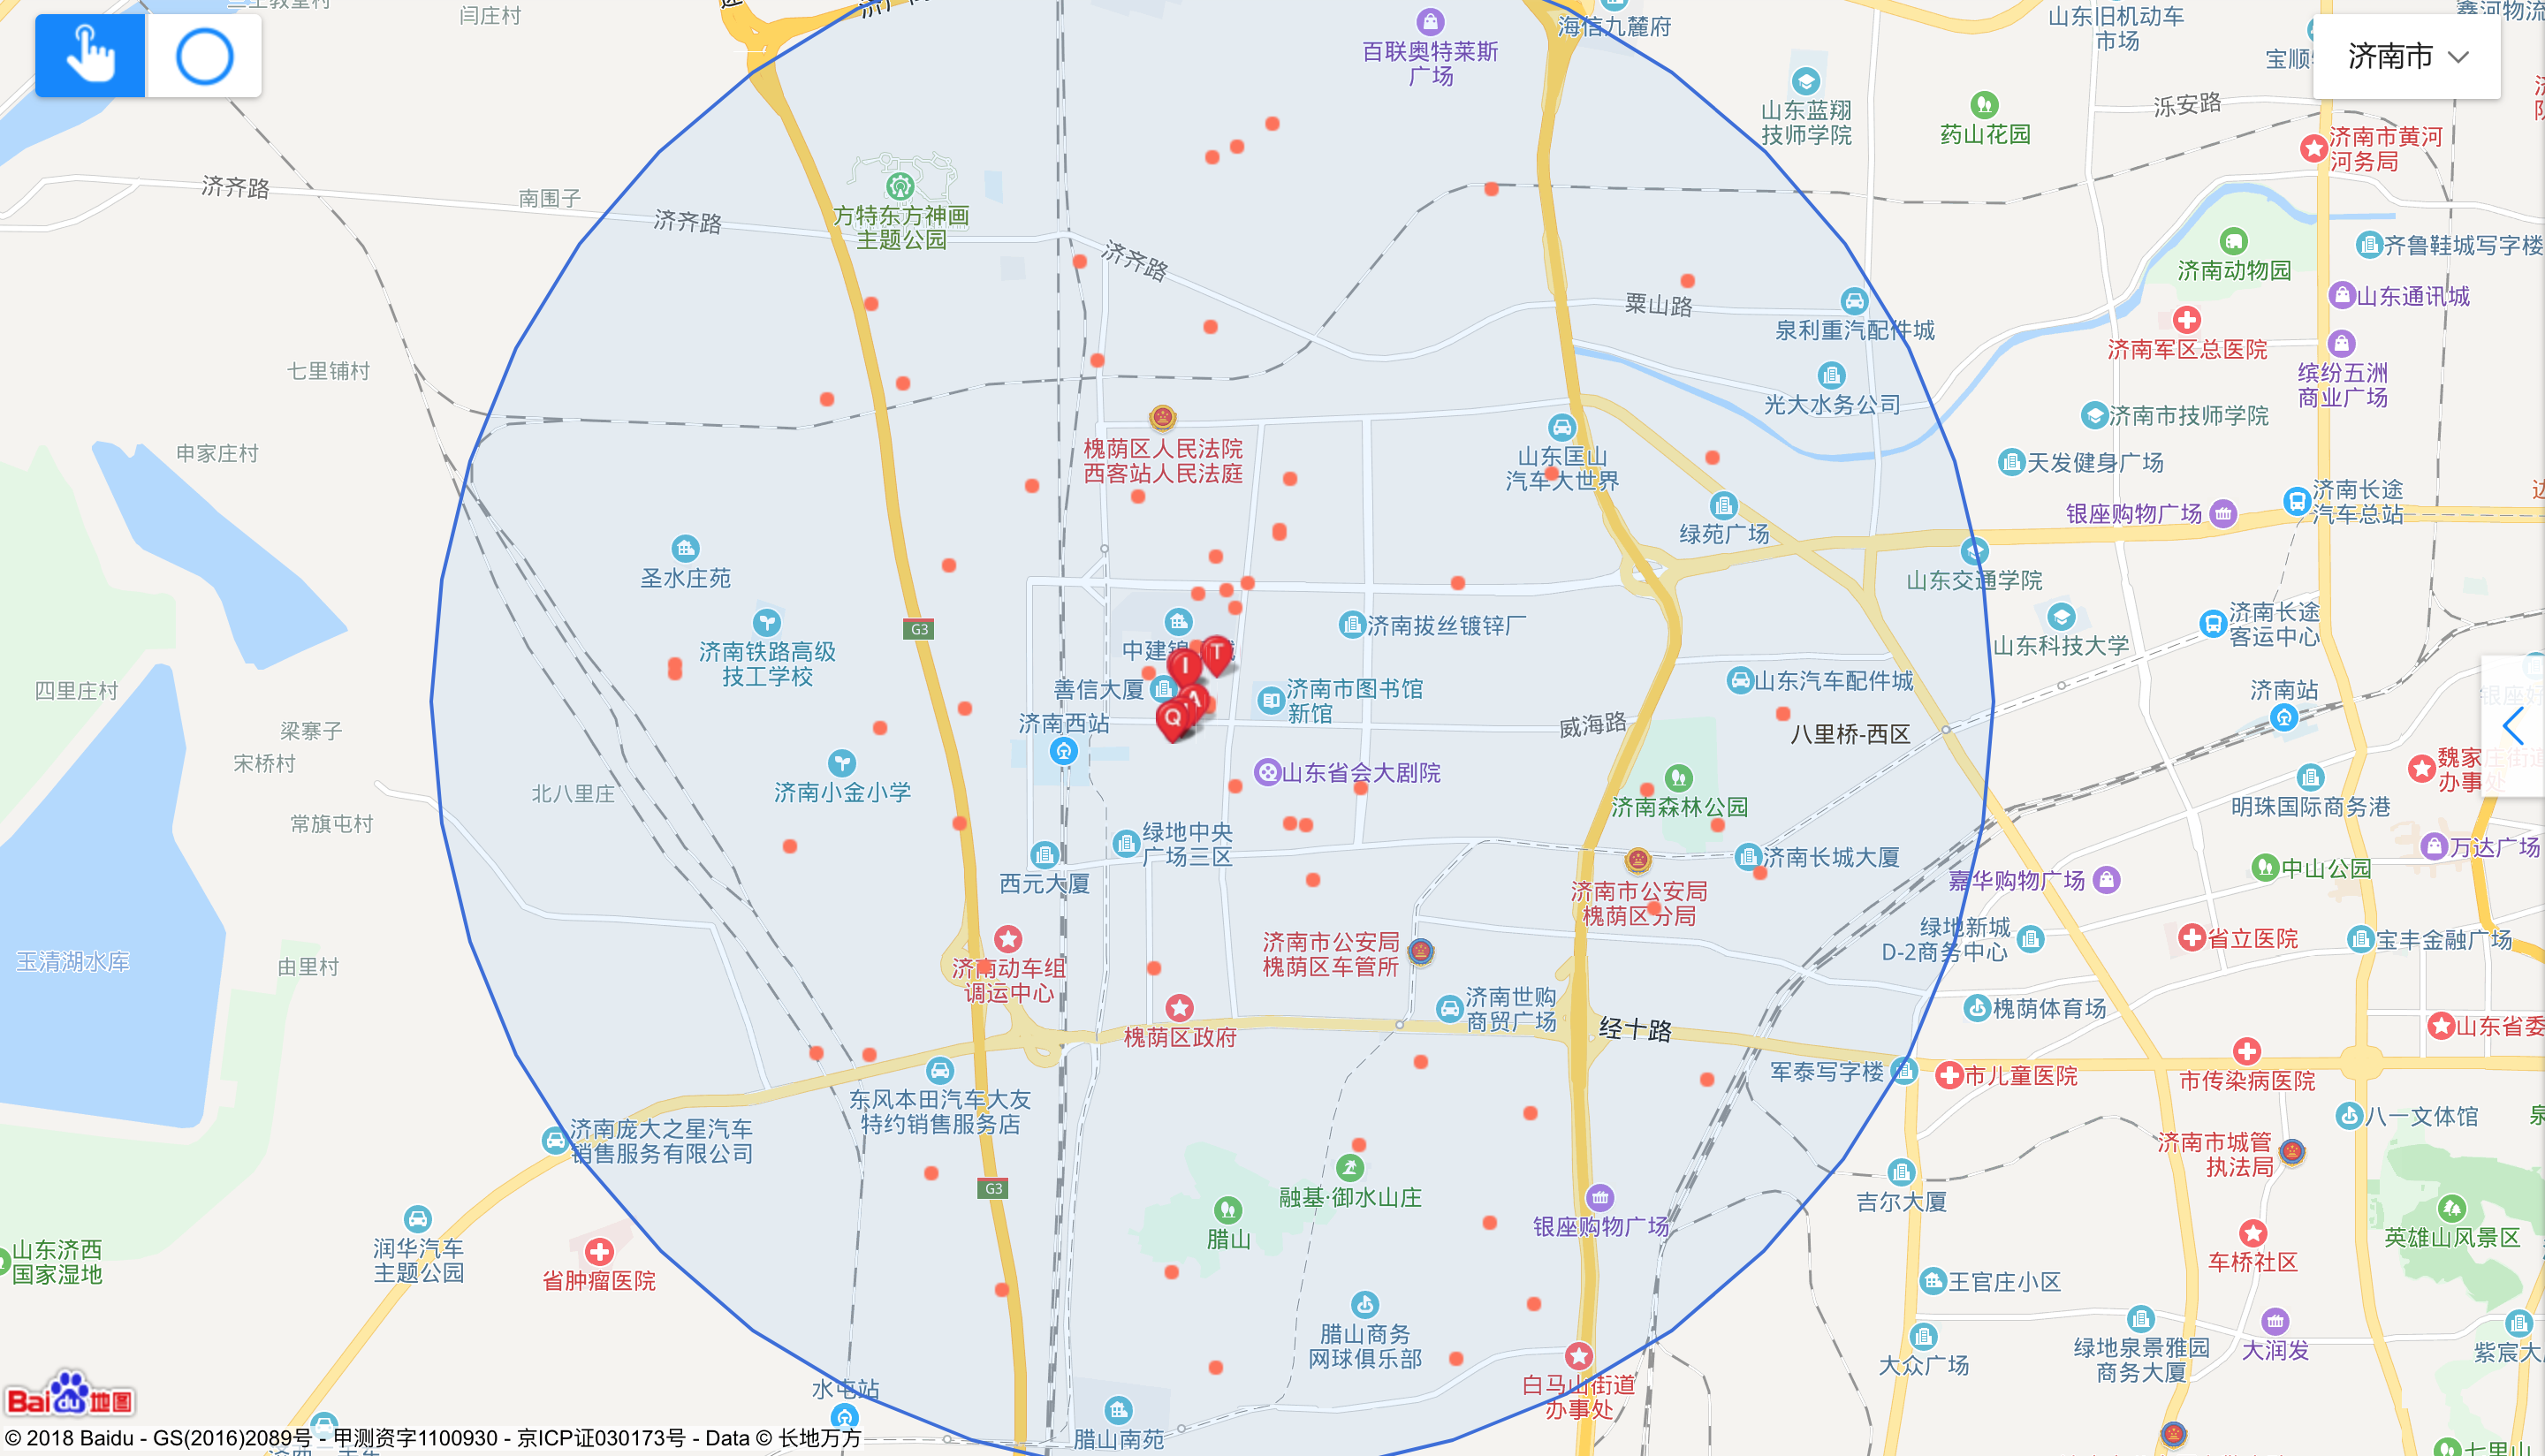 闫庄村
百联奥特莱斯
广场
海信九麓府
山东旧机动车
市场
济南市
山东蓝翔
技师学院
药山花园
泺安路
济南市黄河
河务局
济齐路
南围子
济齐路
方特东方神画
主题公园
济齐路
齐鲁鞋城写字楼
济南动物园
山东通讯城
粟山路
泉利重汽配件城
济南军区总医院
七里铺村
缤纷五洲
商业广场
光大水务公司
济南市技师学院
申家庄村
槐荫区人民法院
西客站人民法庭
山东匡山
汽车大世界
天发健身广场
济南长途
汽车总站
银座购物广场
绿苑广场
圣水庄苑
山东交通学院
G3
济南拔丝镀锌厂
济南长途
客运中心
山东科技大学
济南铁路高级
技工学校
中建锦
城
T
I
四里庄村
善信大厦
济南市图书馆
新馆
A
Q
山东汽车配件城
济南站
梁寨子
济南西站
威海路
八里桥-西区
宋桥村
济南小金小学
北八里庄
山东省会大剧院
济南森林公园
明珠国际商务港
魏家庄街道
办事处
常旗屯村
绿地中央
广场三区
西元大厦
济南长城大厦
万达广场
中山公园
嘉华购物广场
济南市公安局
槐荫区分局
玉清湖水库
由里村
济南动车组
调运中心
济南市公安局
槐荫区车管所
绿地新城
D-2商务中心
省立医院
宝丰金融广场
槐荫区政府
济南世购
商贸广场
经十路
槐荫体育场
山东省委
军泰写字楼
市儿童医院
市传染病医院
东风本田汽车大友
特约销售服务店
济南庞大之星汽车
销售服务有限公司
八一文体馆
济南市城管
执法局
G3
融基·御水山庄
吉尔大厦
腊山
银座购物广场
英雄山风景区
山东济西
国家湿地
润华汽车
主题公园
省肿瘤医院
车桥社区
王官庄小区
腊山商务
网球俱乐部
大众广场
绿地泉景雅园
商务大厦
大润发
紫宸大
白马山街道
办事处
水屯站
腊山南苑
Bai du 地图
© 2018 Baidu - GS(2016)2089号 - 甲测资字1100930 - 京ICP证030173号 - Data © 长地万方
七里山